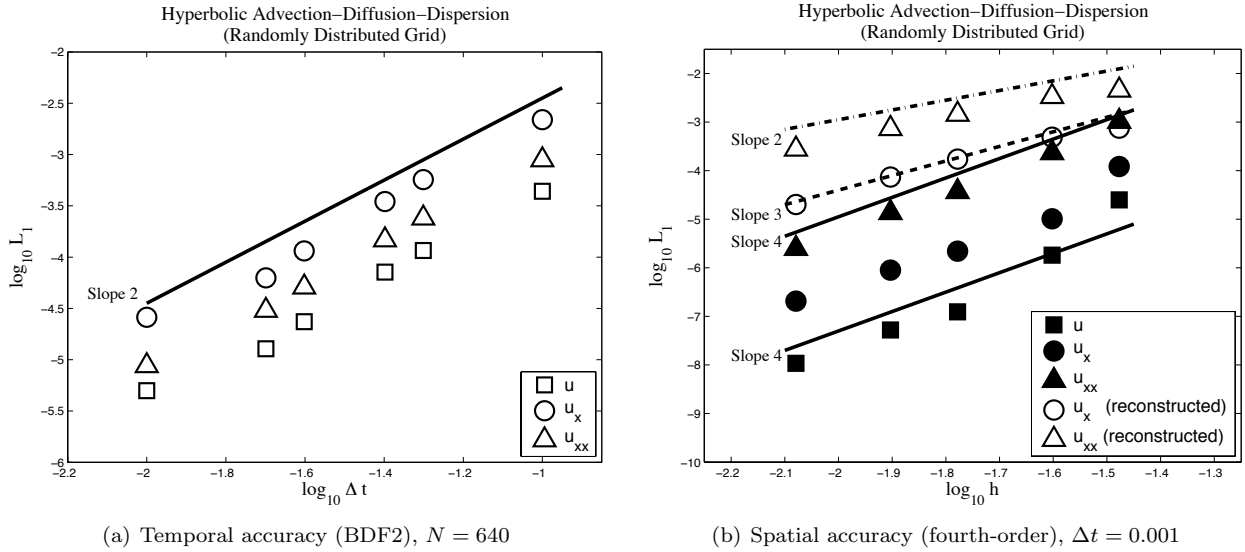 Hyperbolic Advection–Diffusion–Dispersion
(Randomly Distributed Grid)
-2
-2.5
-3
-3.5
-4
-4.5
-5
-5.5
-6
log10 L1
Slope 2
u
ux
uxx
-2.2
-2
-1.8
-1.6
-1.4
-1.2
-1
log10 Δ t
(a) Temporal accuracy (BDF2), N = 640
Hyperbolic Advection–Diffusion–Dispersion
(Randomly Distributed Grid)
-2
-3
-4
-5
-6
-7
-8
-9
-10
log10 L1
Slope 2
Slope 3
Slope 4
Slope 4
u
ux
uxx
ux (reconstructed)
uxx (reconstructed)
-2.2
-2.1
-2
-1.9
-1.8
-1.7
-1.6
-1.5
-1.4
-1.3
log10 h
(b) Spatial accuracy (fourth-order), Δt = 0.001